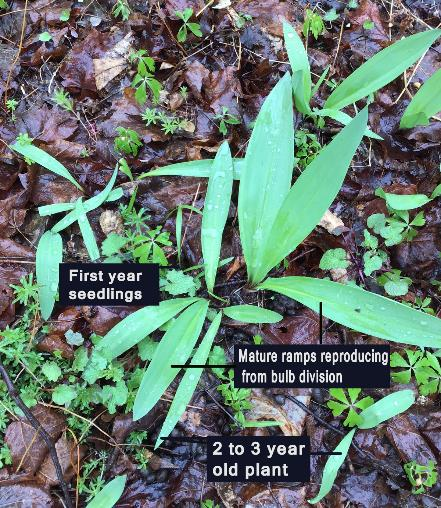 First year
seedlings
Mature ramps reproducing
from bulb division
2 to 3 year
old plant